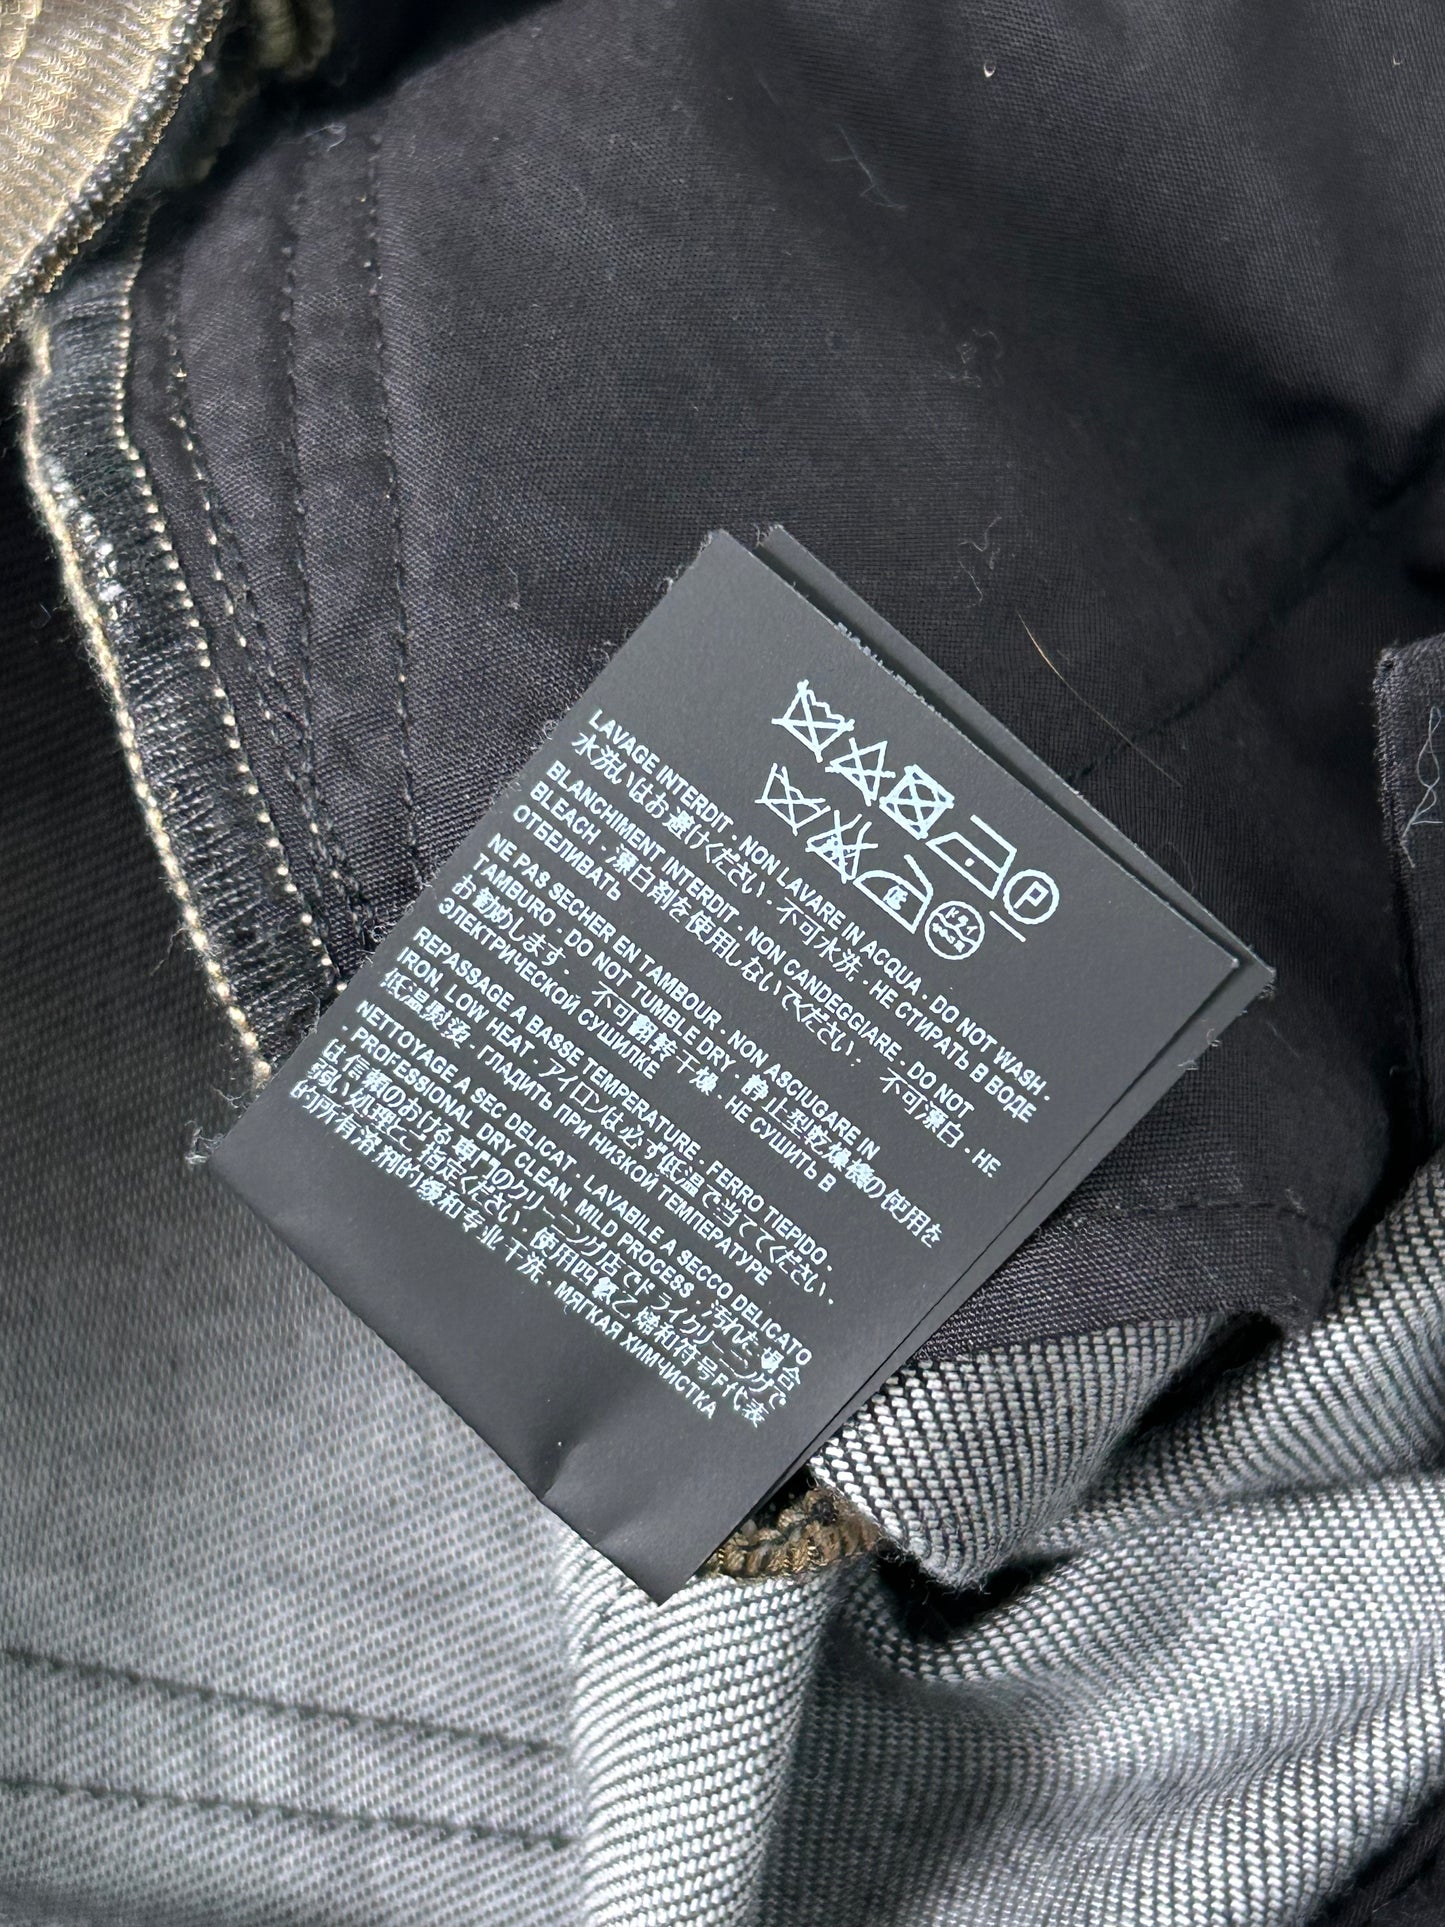 P
低
ドライ
LAVAGE INTERDIT - NON LAVARE IN ACQUA - DO NOT WASH -
水洗いはお避けください - 不可水洗 - НЕ СТИРАТЬ В ВОДЕ
BLANCHIMENT INTERDIT - NON CANDEGGIARE - DO NOT
BLEACH - 漂白剤を使用しないでください - 不可漂白 - НЕ
ОТБЕЛИВАТЬ
NE PAS SECHER EN TAMBOUR - NON ASCIUGARE IN
TAMBURO - DO NOT TUMBLE DRY - 静止型乾燥機の使用を
お勧めします - 不可翻转干燥 - НЕ СУШИТЬ В
ЭЛЕКТРИЧЕСКОЙ СУШИЛКЕ
REPASSAGE A BASSE TEMPERATURE - FERRO TIEPIDO -
IRON, LOW HEAT - アイロンは必ず低温で当ててください -
低温熨烫 - ГЛАДИТЬ ПРИ НИЗКОЙ ТЕМПЕРАТУРЕ
NETTOYAGE A SEC DELICAT - LAVABILE A SECCO DELICATO
- PROFESSIONAL DRY CLEAN, MILD PROCESS - 汚れた場合
は信頼のおける専門のクリーニング店でドライクリーニングで
弱い処理とご指定ください - 使用四氯乙烯和符号F代表
的所有溶剂的缓和专业干洗 - МЯГКАЯ ХИМЧИСТКА